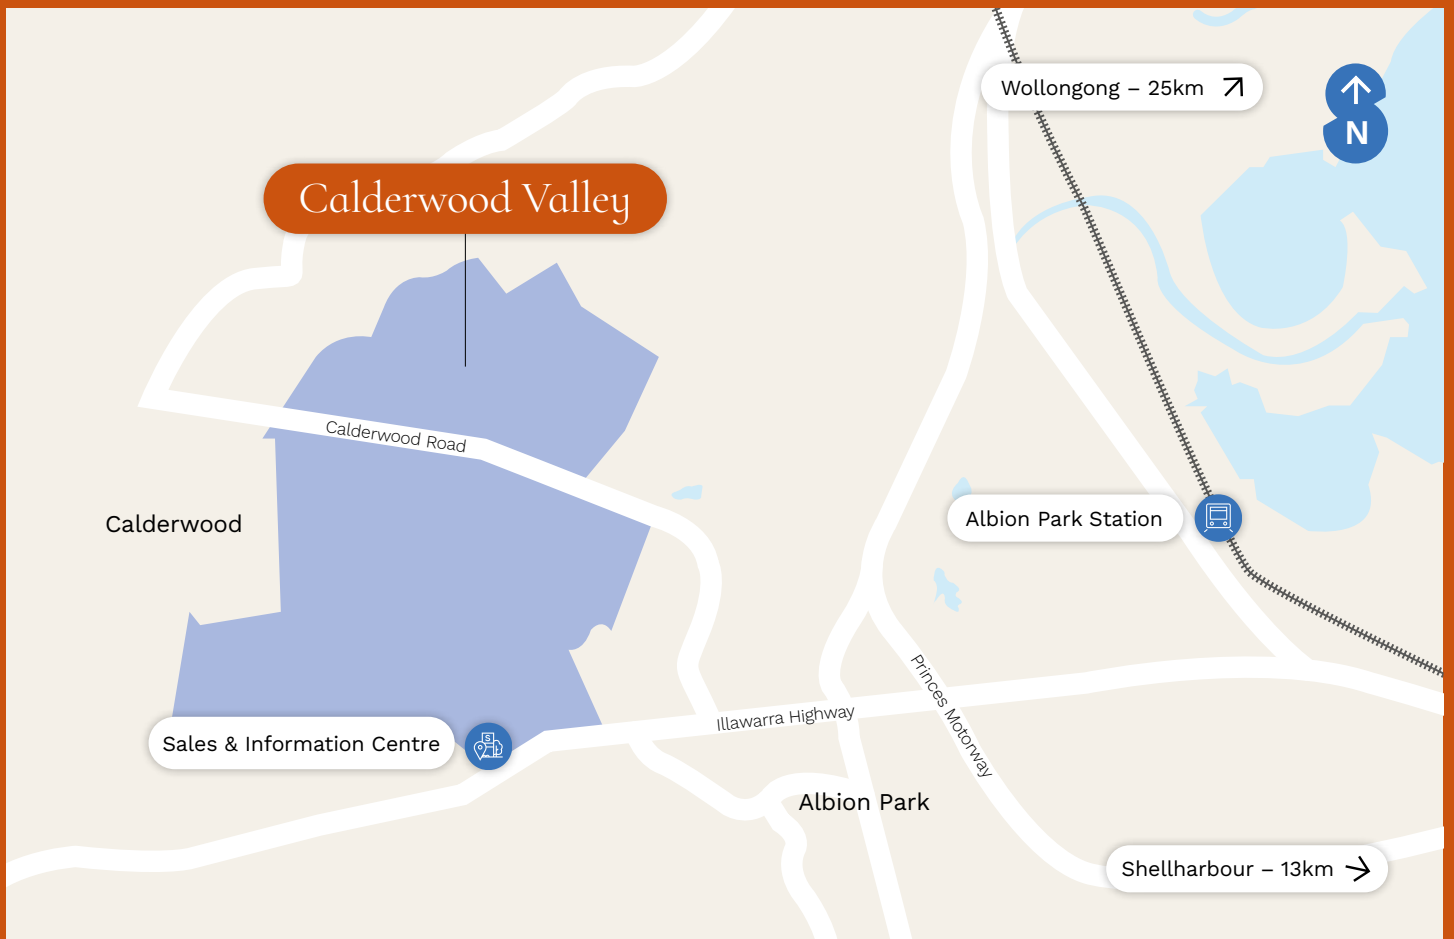 Wollongong – 25km
N
Calderwood Valley
Calderwood Road
Calderwood
Albion Park Station
Princes Motorway
Illawarra Highway
Sales & Information Centre
S
Albion Park
Shellharbour – 13km